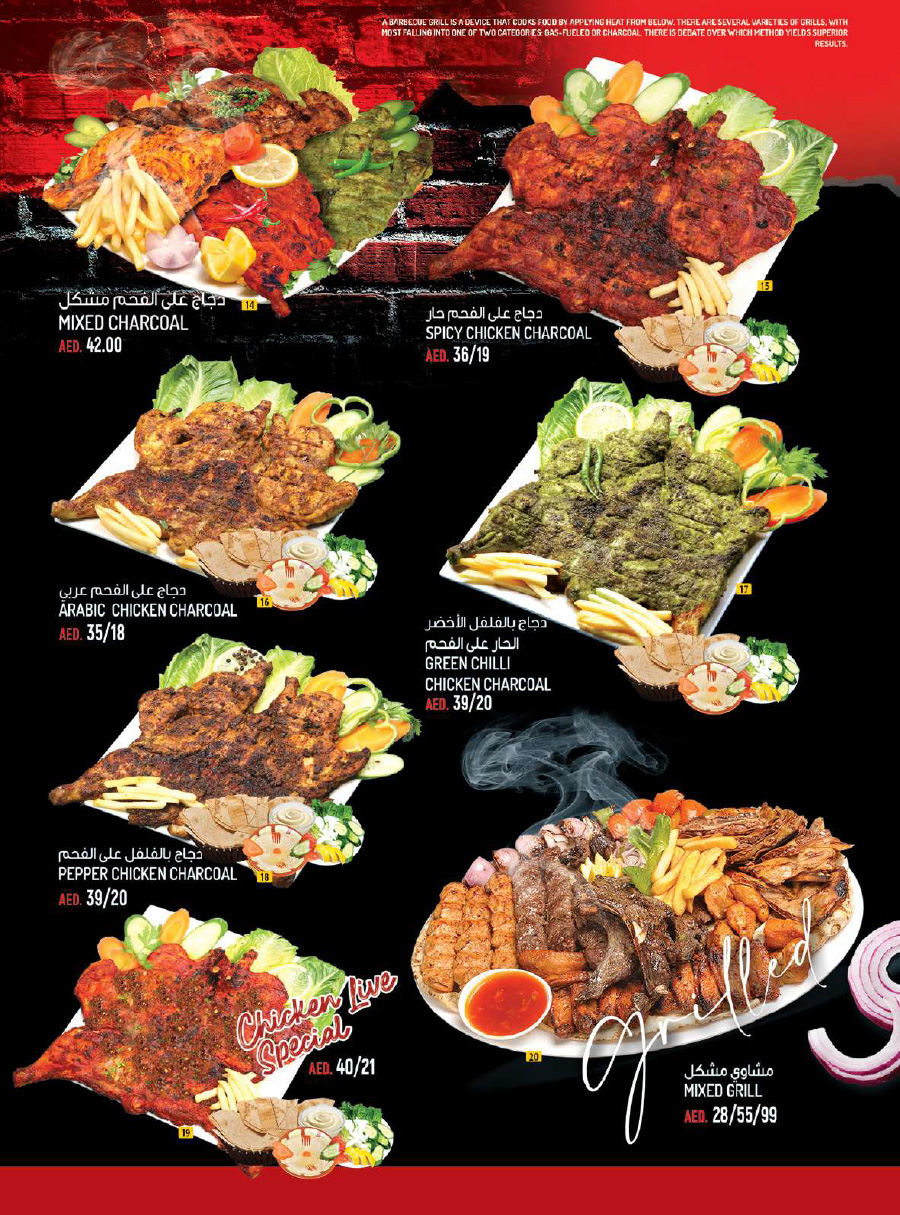 A BARBECUE GRILL IS A DEVICE THAT COOKS FOOD BY APPLYING HEAT FROM BELOW. THERE ARE SEVERAL VARIETIES OF GRILLS, WITH
MOST FALLING INTO ONE OF TWO CATEGORIES: GAS-FUELED OR CHARCOAL. THERE IS DEBATE OVER WHICH METHOD YIELDS SUPERIOR
RESULTS.
14
دجاج على الفحم مشكل
MIXED CHARCOAL
AED. 42.00
15
دجاج على الفحم حار
SPICY CHICKEN CHARCOAL
AED. 36/19
16
دجاج على الفحم عربي
ARABIC CHICKEN CHARCOAL
AED. 35/18
17
دجاج بالفلفل الأخضر
الحار على الفحم
GREEN CHILLI
CHICKEN CHARCOAL
AED. 39/20
18
دجاج بالفلفل على الفحم
PEPPER CHICKEN CHARCOAL
AED. 39/20
Chicken Live
Special
AED. 40/21
19
grilled
20
مشاوي مشكل
MIXED GRILL
AED. 28/55/99